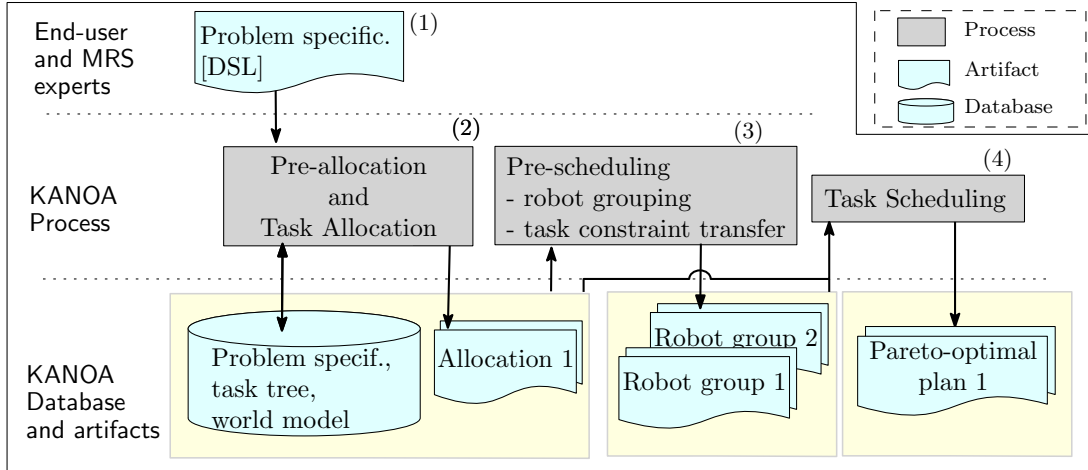 End-user
and MRS
experts
Problem specific.
[DSL]
(1)
Process
Artifact
Database
(2)
(3)
(4)
KANOA
Process
Pre-allocation
and
Task Allocation
Pre-scheduling
- robot grouping
- task constraint transfer
Task Scheduling
KANOA
Database
and artifacts
Problem specif.,
task tree,
world model
Allocation 1
Robot group 2
Robot group 1
Pareto-optimal
plan 1